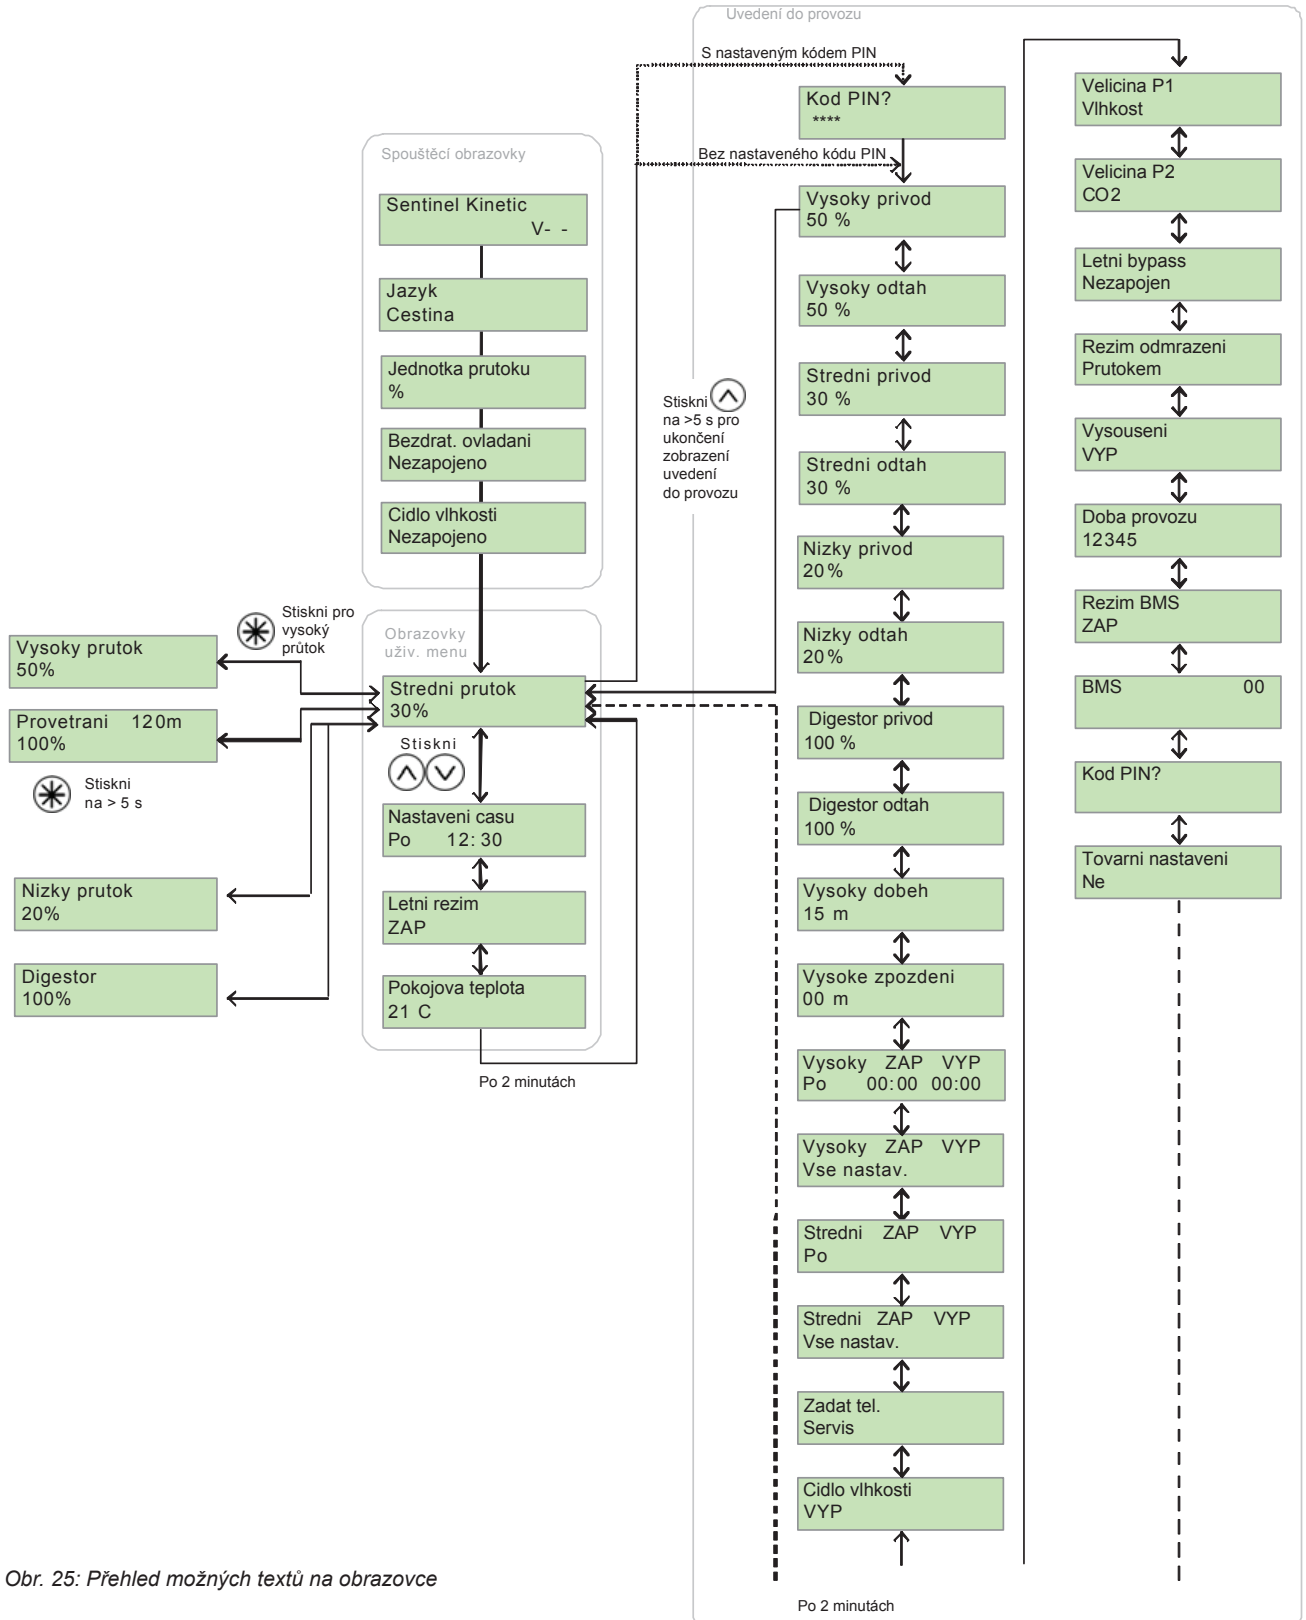 Uvedení do provozu
S nastaveným kódem PIN
Kod PIN?
****
Bez nastaveného kódu PIN
Spouštěcí obrazovky
Sentinel Kinetic
V- -
Jazyk
Cestina
Jednotka prutoku
%
Bezdrat. ovladani
Nezapojeno
Cidlo vlhkosti
Nezapojeno
Stiskni pro
vysoký
průtok
Obrazovky
uživ. menu
Vysoky prutok
50%
Stredni prutok
30%
Provetrani 120m
100%
Stiskni
na > 5 s
Stiskni
Nastaveni casu
Po 12:30
Nizky prutok
20%
Letni rezim
ZAP
Digestor
100%
Pokojova teplota
21 C
Po 2 minutách
Stiskni
na >5 s pro
ukončení
zobrazení
uvedení
do provozu
Vysoky privod
50 %
Vysoky odtah
50 %
Stredni privod
30 %
Stredni odtah
30 %
Nizky privod
20%
Nizky odtah
20%
Digestor privod
100 %
Digestor odtah
100 %
Vysoky dobeh
15 m
Vysoke zpozdeni
00 m
Vysoky ZAP VYP
Po 00:00 00:00
Vysoky ZAP VYP
Vse nastav.
Stredni ZAP VYP
Po
Stredni ZAP VYP
Vse nastav.
Zadat tel.
Servis
Cidlo vlhkosti
VYP
Velicina P1
Vlhkost
Velicina P2
CO2
Letni bypass
Nezapojen
Rezim odmrazeni
Prutokem
Vysouseni
VYP
Doba provozu
12345
Rezim BMS
ZAP
BMS 00
Kod PIN?
Tovarni nastaveni
Ne
Po 2 minutách
Obr. 25: Přehled možných textů na obrazovce